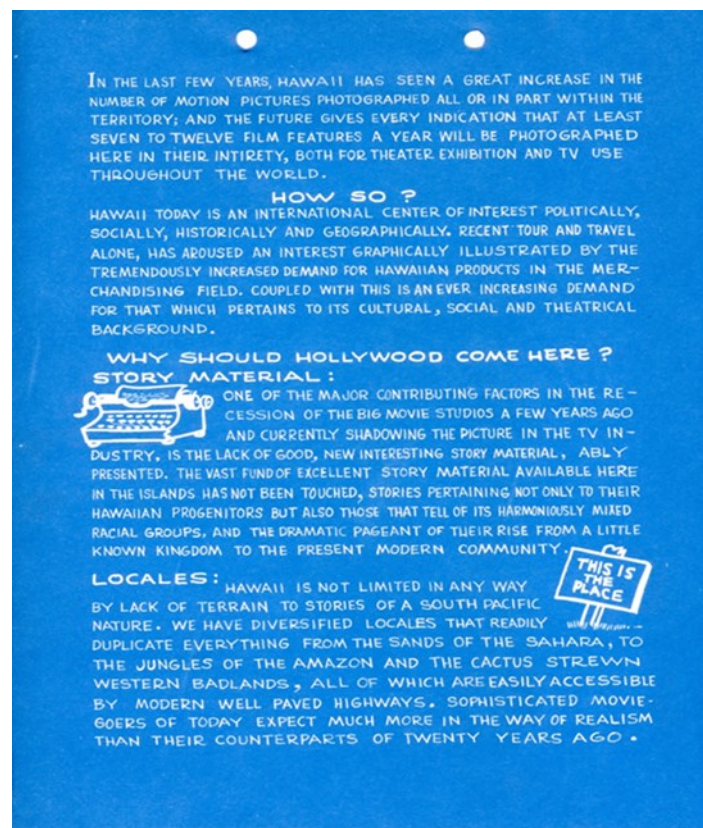 IN THE LAST FEW YEARS, HAWAII HAS SEEN A GREAT INCREASE IN THE
NUMBER OF MOTION PICTURES PHOTOGRAPHED ALL OR IN PART WITHIN THE
TERRITORY; AND THE FUTURE GIVES EVERY INDICATION THAT AT LEAST
SEVEN TO TWELVE FILM FEATURES A YEAR WILL BE PHOTOGRAPHED
HERE IN THEIR INTIRETY, BOTH FOR THEATER EXHIBITION AND TV USE
THROUGHOUT THE WORLD.
HOW SO ?
HAWAII TODAY IS AN INTERNATIONAL CENTER OF INTEREST POLITICALLY,
SOCIALLY, HISTORICALLY AND GEOGRAPHICALLY. RECENT TOUR AND TRAVEL
ALONE, HAS AROUSED AN INTEREST GRAPHICALLY ILLUSTRATED BY THE
TREMENDOUSLY INCREASED DEMAND FOR HAWAIIAN PRODUCTS IN THE MER-
CHANDISING FIELD. COUPLED WITH THIS IS AN EVER INCREASING DEMAND
FOR THAT WHICH PERTAINS TO ITS CULTURAL, SOCIAL AND THEATRICAL
BACKGROUND.
WHY SHOULD HOLLYWOOD COME HERE ?
STORY MATERIAL :
ONE OF THE MAJOR CONTRIBUTING FACTORS IN THE RE-
CESSION OF THE BIG MOVIE STUDIOS A FEW YEARS AGO
AND CURRENTLY SHADOWING THE PICTURE IN THE TV IN-
DUSTRY, IS THE LACK OF GOOD, NEW INTERESTING STORY MATERIAL, ABLY
PRESENTED. THE VAST FUND OF EXCELLENT STORY MATERIAL AVAILABLE HERE
IN THE ISLANDS HAS NOT BEEN TOUCHED, STORIES PERTAINING NOT ONLY TO THEIR
HAWAIIAN PROGENITORS BUT ALSO THOSE THAT TELL OF ITS HARMONIOUSLY MIXED
RACIAL GROUPS, AND THE DRAMATIC PAGEANT OF THEIR RISE FROM A LITTLE
KNOWN KINGDOM TO THE PRESENT MODERN COMMUNITY.
THIS IS
THE
PLACE
LOCALES : HAWAII IS NOT LIMITED IN ANY WAY
BY LACK OF TERRAIN TO STORIES OF A SOUTH PACIFIC
NATURE. WE HAVE DIVERSIFIED LOCALES THAT READILY
DUPLICATE EVERYTHING FROM THE SANDS OF THE SAHARA, TO
THE JUNGLES OF THE AMAZON AND THE CACTUS STREWN
WESTERN BADLANDS, ALL OF WHICH ARE EASILY ACCESSIBLE
BY MODERN WELL PAVED HIGHWAYS. SOPHISTICATED MOVIE-
GOERS OF TODAY EXPECT MUCH MORE IN THE WAY OF REALISM
THAN THEIR COUNTERPARTS OF TWENTY YEARS AGO.